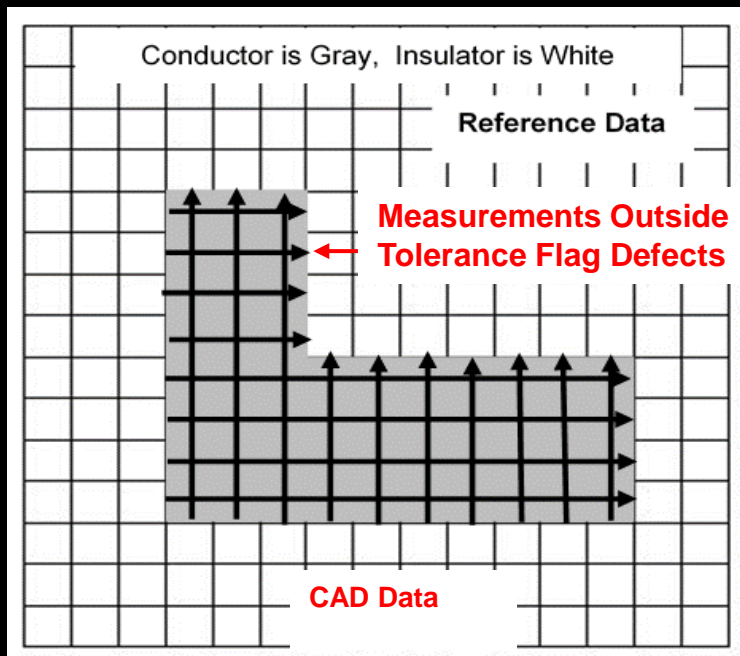 Conductor is Gray, Insulator is White
Reference Data
Measurements Outside
Tolerance Flag Defects
CAD Data